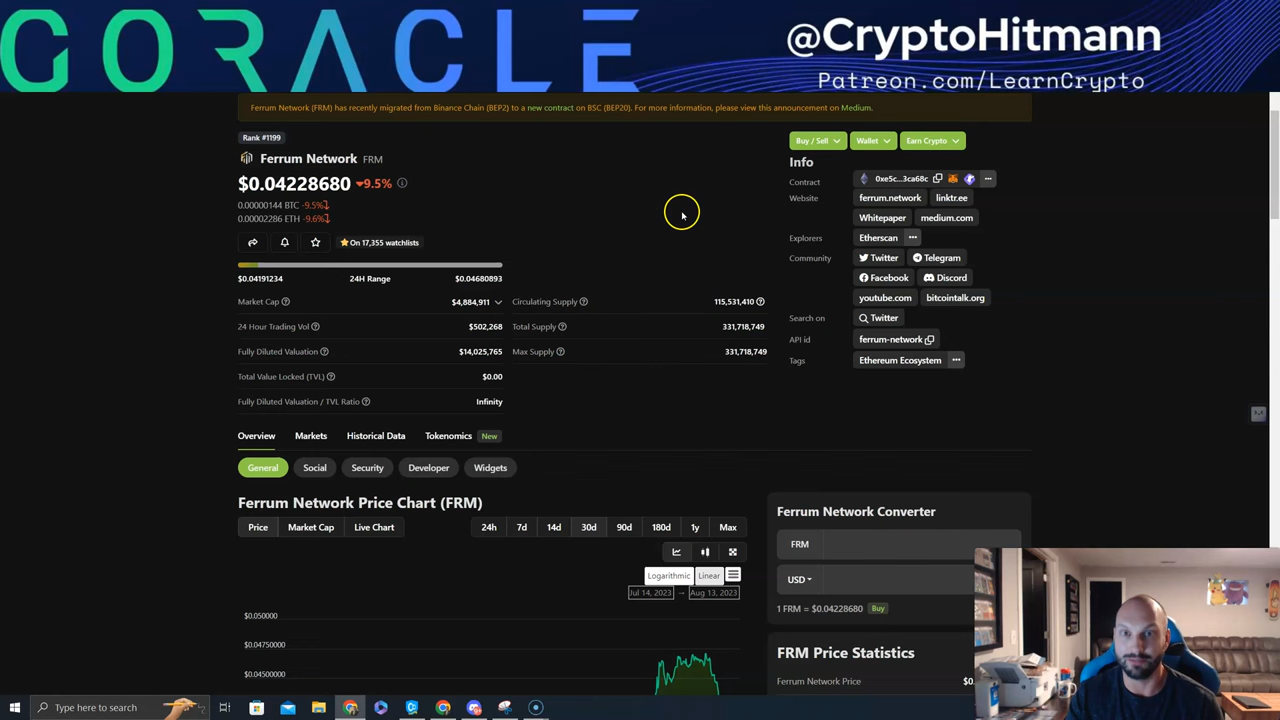 GORACLE
@CryptoHitmann
Patreon.com/LearnCrypto
Ferrum Network (FRM) has recently migrated from Binance Chain (BEP2) to a new contract on BSC (BEP20). For more information, please view this announcement on Medium.
Rank #1199
Ferrum Network FRM
$0.04228680 9.5%
0.00000144 BTC -9.5%
0.00002286 ETH -9.6%
On 17,355 watchlists
$0.04191234 24H Range $0.04680893
Market Cap $4,884,911
24 Hour Trading Vol $502,268
Fully Diluted Valuation $14,025,765
Total Value Locked (TVL) $0.00
Fully Diluted Valuation / TVL Ratio Infinity
Circulating Supply 115,531,410
Total Supply 331,718,749
Max Supply 331,718,749
Buy / Sell Wallet Earn Crypto
Info
Contract 0xe5c...3ca68c
Website ferrum.network linktr.ee
Whitepaper medium.com
Explorers Etherscan
Community Twitter Telegram
Facebook Discord
youtube.com bitcointalk.org
Search on Twitter
API id ferrum-network
Tags Ethereum Ecosystem
Overview Markets Historical Data Tokenomics New
General Social Security Developer Widgets
Ferrum Network Price Chart (FRM)
Price Market Cap Live Chart 24h 7d 14d 30d 90d 180d 1y Max
Logarithmic Linear
Jul 14, 2023 → Aug 13, 2023
$0.050000
$0.04750000
$0.04500000
Ferrum Network Converter
FRM
USD
1 FRM = $0.04228680 Buy
FRM Price Statistics
Ferrum Network Price $0.
Type here to search